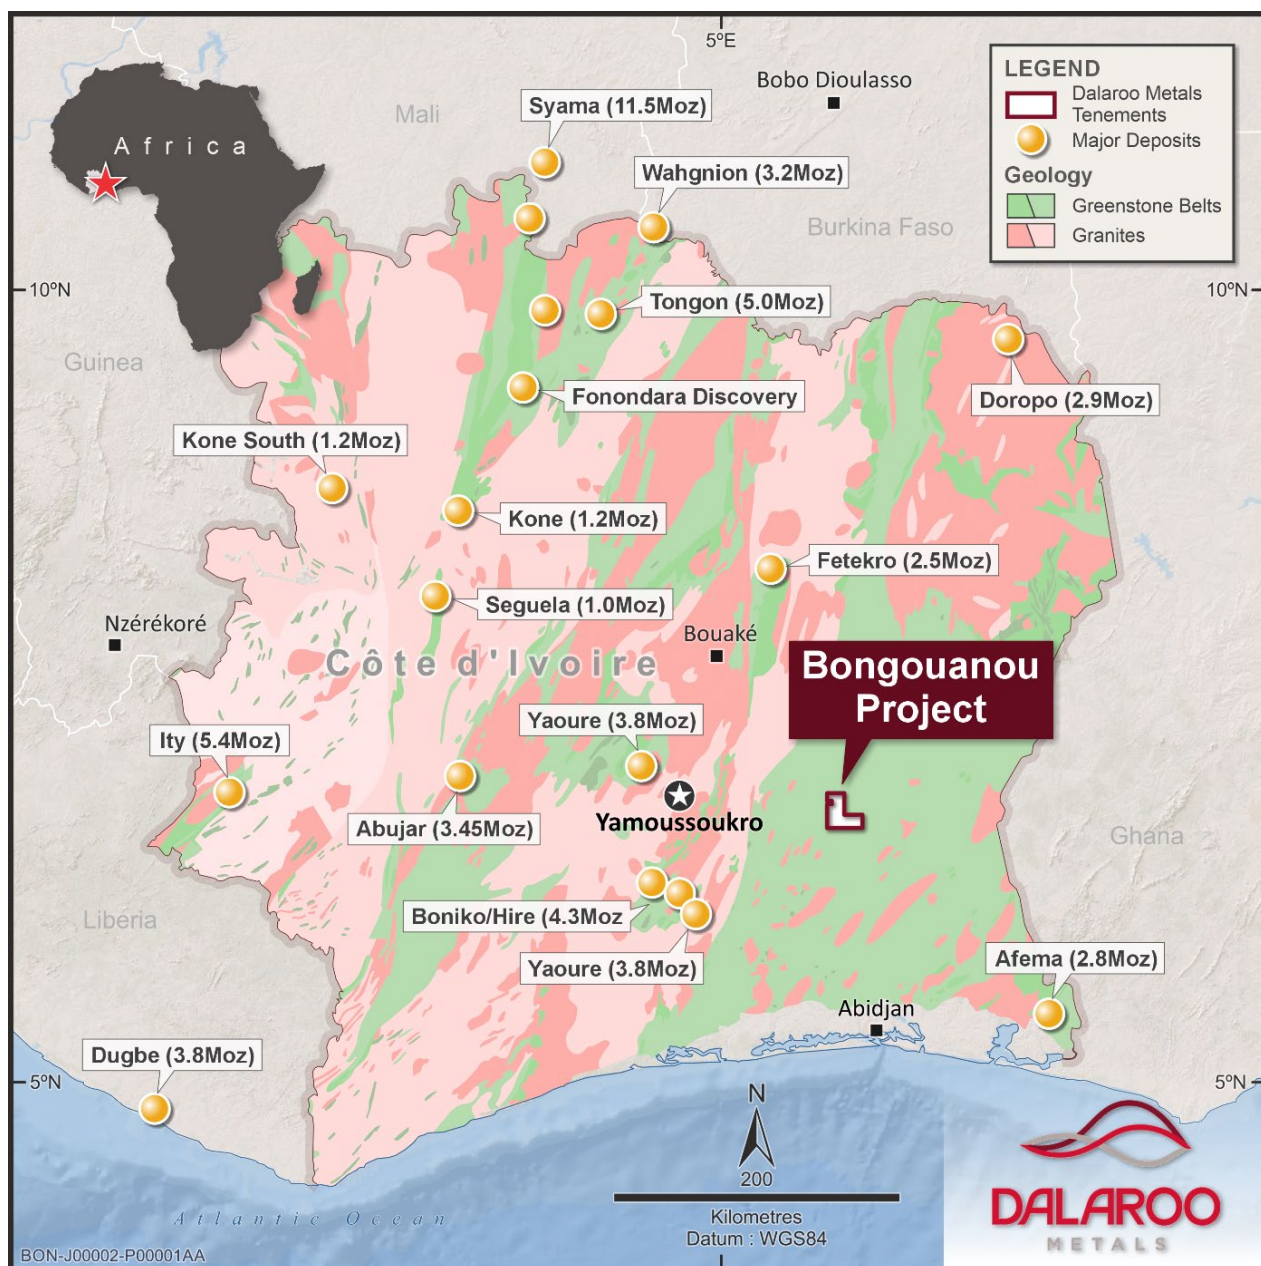 5ºE
Bobo Dioulasso
Mali
Syama (11.5Moz)
Africa
LEGEND
Dalaroo Metals
Tenements
Major Deposits
Geology
Greenstone Belts
Granites
Wahgnion (3.2Moz)
Burkina Faso
10ºN
10ºN
Tongon (5.0Moz)
Guinea
Fonondara Discovery
Doropo (2.9Moz)
Kone South (1.2Moz)
Kone (1.2Moz)
Fetekro (2.5Moz)
Seguela (1.0Moz)
Nzérékoré
Bouaké
Côte d'Ivoire
Bongouanou
Project
Yaoure (3.8Moz)
Ity (5.4Moz)
Yamoussoukro
Abujar (3.45Moz)
Ghana
Liberia
Boniko/Hire (4.3Moz
Yaoure (3.8Moz)
Afema (2.8Moz)
Abidjan
Dugbe (3.8Moz)
5ºN
5ºN
N
200
Kilometres
Datum : WGS84
Atlantic Ocean
DALAROO
METALS
BON-J00002-P00001AA